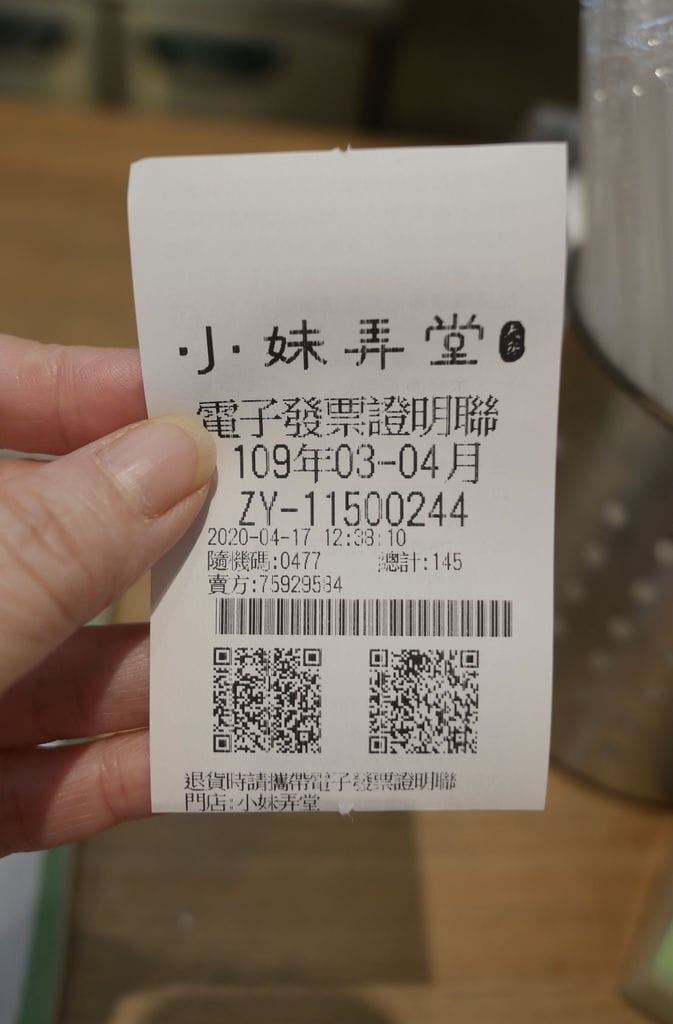 小妹弄堂
電子發票證明聯
109年03-04月
ZY-11500244
2020-04-17 12:38:10
隨機碼:0477 總計:145
賣方:75929584
退貨時請攜帶電子發票證明聯
門店:小妹弄堂